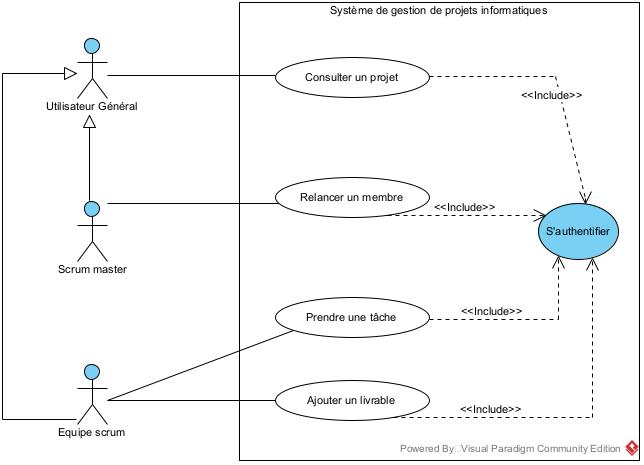 Système de gestion de projets informatiques
Consulter un projet
<<Include>>
Utilisateur Général
Relancer un membre
<<Include>>
S'authentifier
Scrum master
Prendre une tâche
<<Include>>
Ajouter un livrable
<<Include>>
Equipe scrum
Powered By Visual Paradigm Community Edition